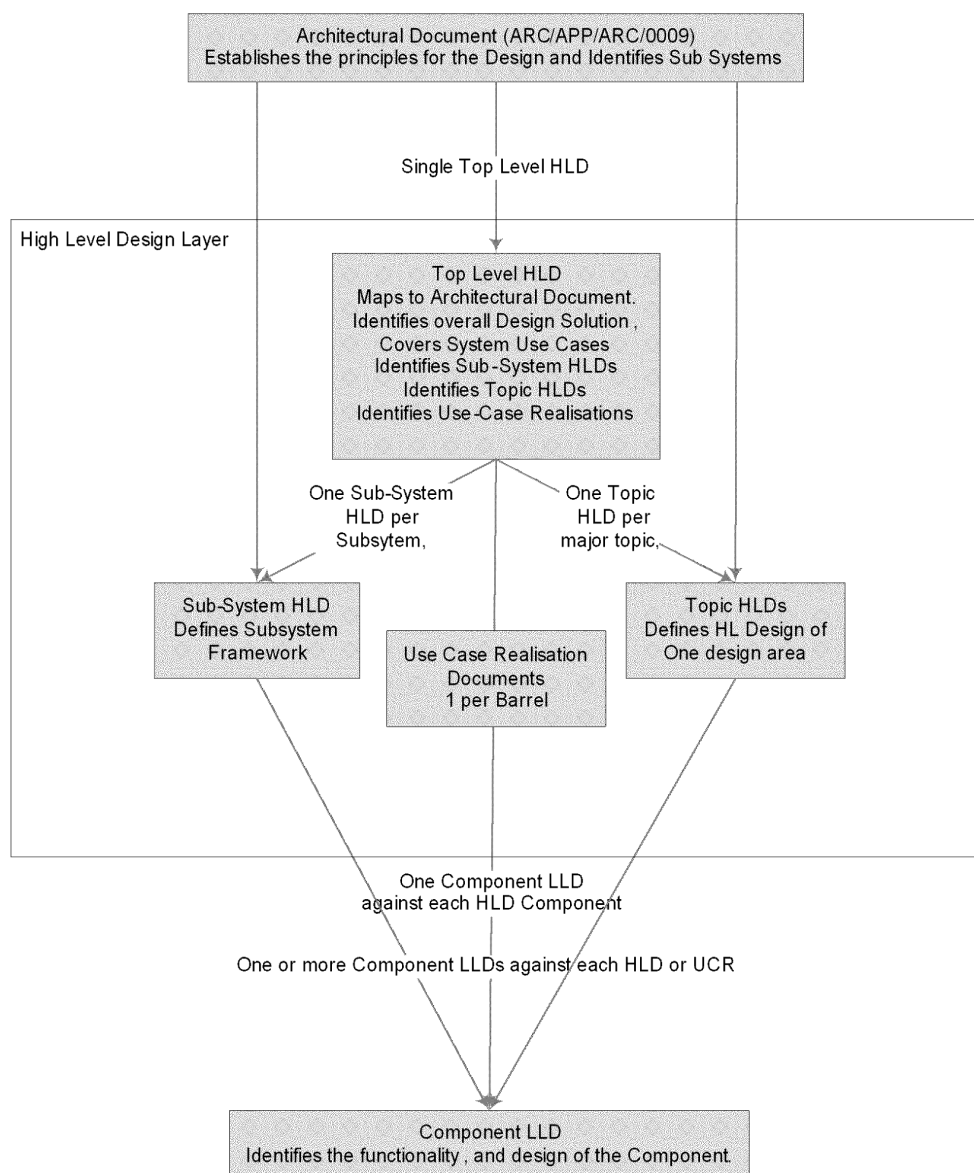 Architectural Document (ARC/APP/ARC/0009)
Establishes the principles for the Design and Identifies Sub Systems
Single Top Level HLD
High Level Design Layer
Top Level HLD
Maps to Architectural Document.
Identifies overall Design Solution ,
Covers System Use Cases
Identifies Sub-System HLDs
Identifies Topic HLDs
Identifies Use-Case Realisations
One Sub-System
HLD per
Subsytem,
One Topic
HLD per
major topic,
Sub-System HLD
Defines Subsystem
Framework
Use Case Realisation
Documents
1 per Barrel
Topic HLDs
Defines HL Design of
One design area
One Component LLD
against each HLD Component
One or more Component LLDs against each HLD or UCR
Component LLD
Identifies the functionality , and design of the Component.